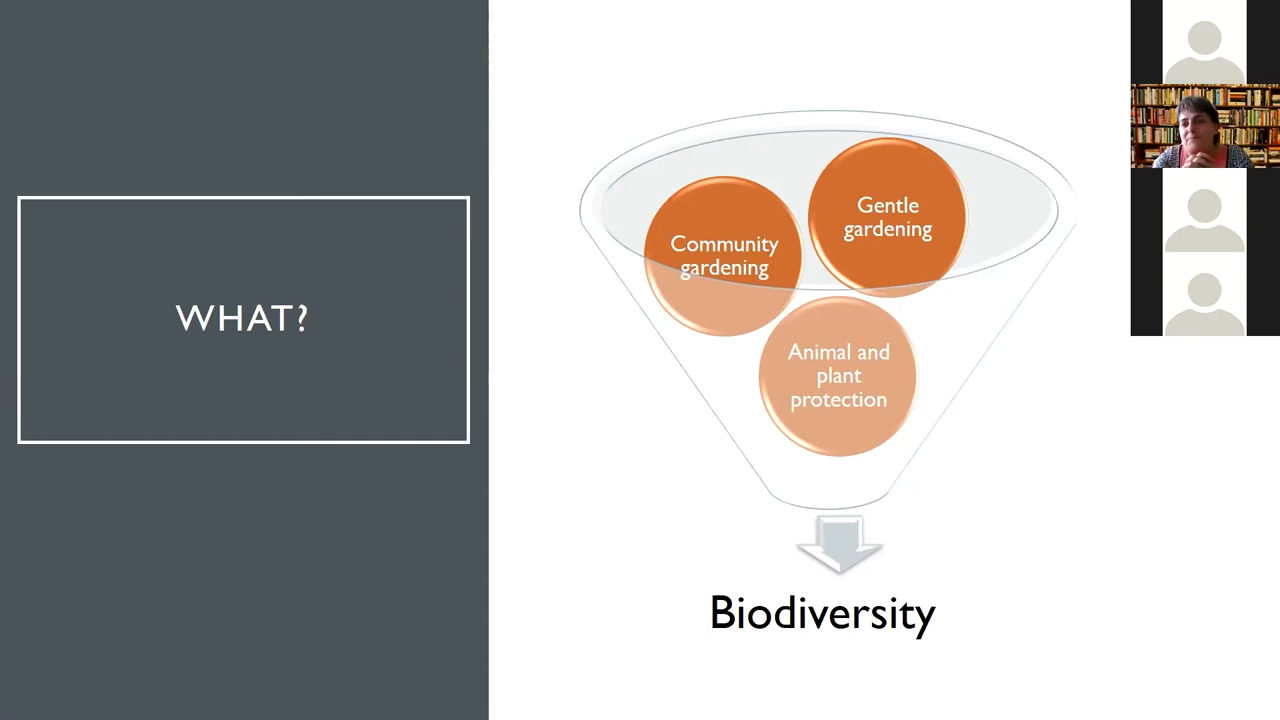 WHAT?
Gentle
gardening
Community
gardening
Animal and
plant
protection
Biodiversity